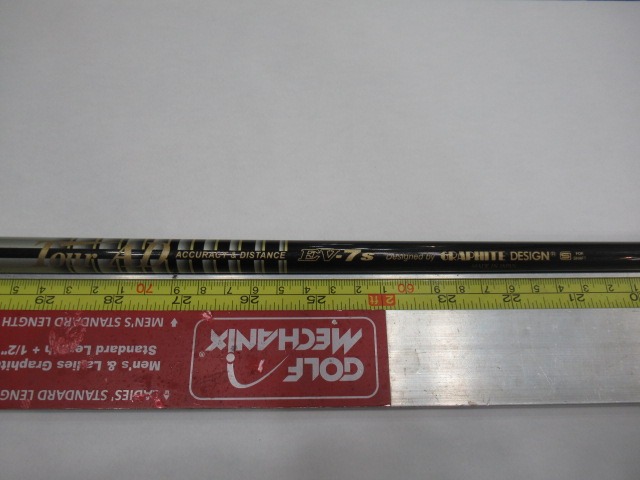 Tour AD ACCURACY & DISTANCE EV-7s Designed by GRAPHITE DESIGN®
29 28 70 27 26 25 2F 60 23 22 21
MEN'S STANDARD LENGTH
Standard Length + 1/2"
Men's & Ladies Graphite
LADIES' STANDARD LENGTH
GOLF
MECHANIX